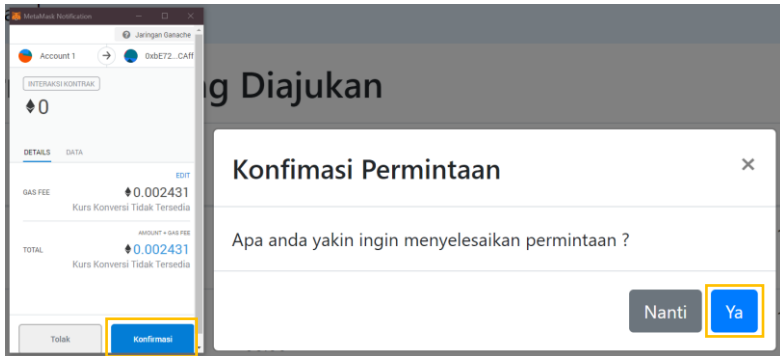 MetaMask Notification
Jaringan Ganache
Account 1
0xbE72...CAff
INTERAKSI KONTRAK
0
DETAILS DATA
EDIT
GAS FEE
0.002431
Kurs Konversi Tidak Tersedia
AMOUNT + GAS FEE
TOTAL
0.002431
Kurs Konversi Tidak Tersedia
Tolak Konfirmasi
g Diajukan
Konfimasi Permintaan
Apa anda yakin ingin menyelesaikan permintaan ?
Nanti Ya